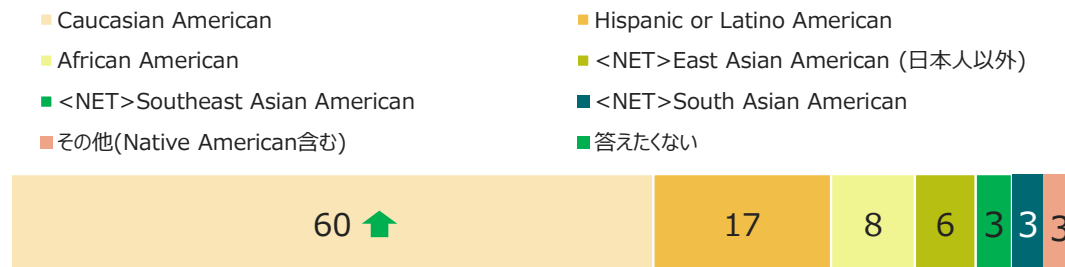 Caucasian American
Hispanic or Latino American
African American
<NET>East Asian American (日本人以外)
<NET>Southeast Asian American
<NET>South Asian American
その他(Native American含む)
答えたくない
60 17 8 6 3 3 3